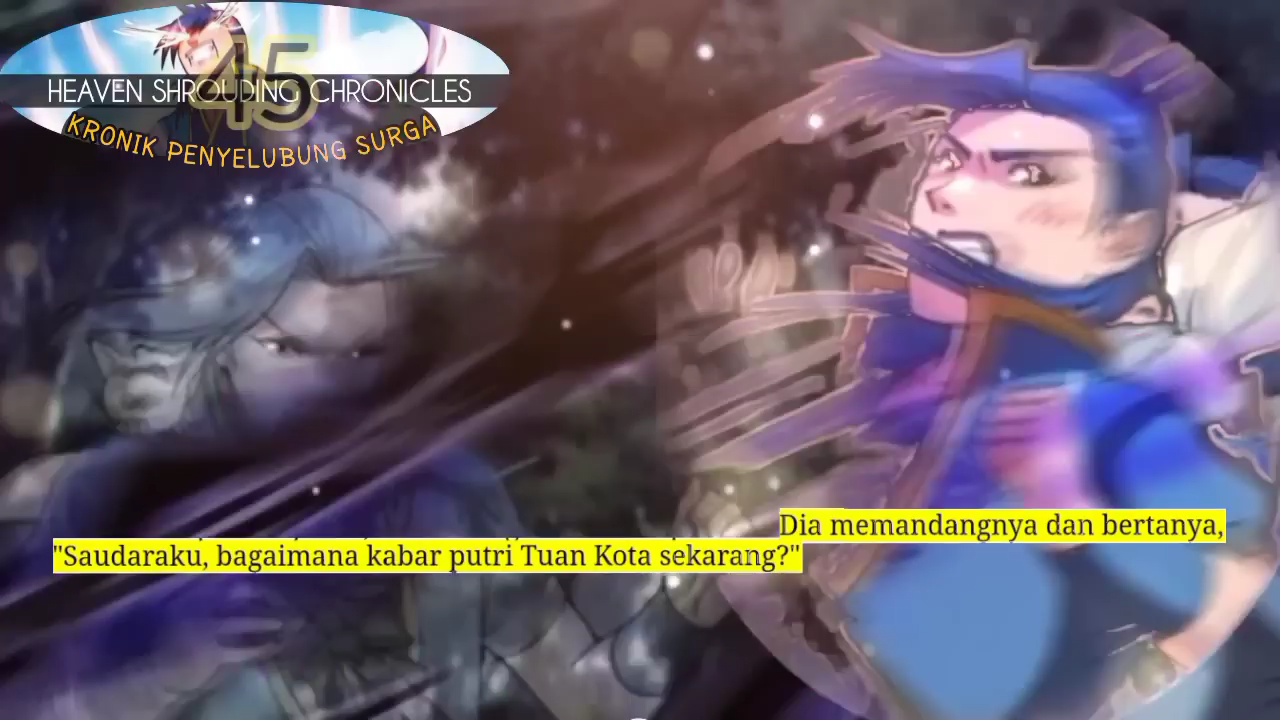 45
HEAVEN SHROUDING CHRONICLES
KRONIK PENYELUBUNG SURGA
Dia memandangnya dan bertanya,
"Saudaraku, bagaimana kabar putri Tuan Kota sekarang?"